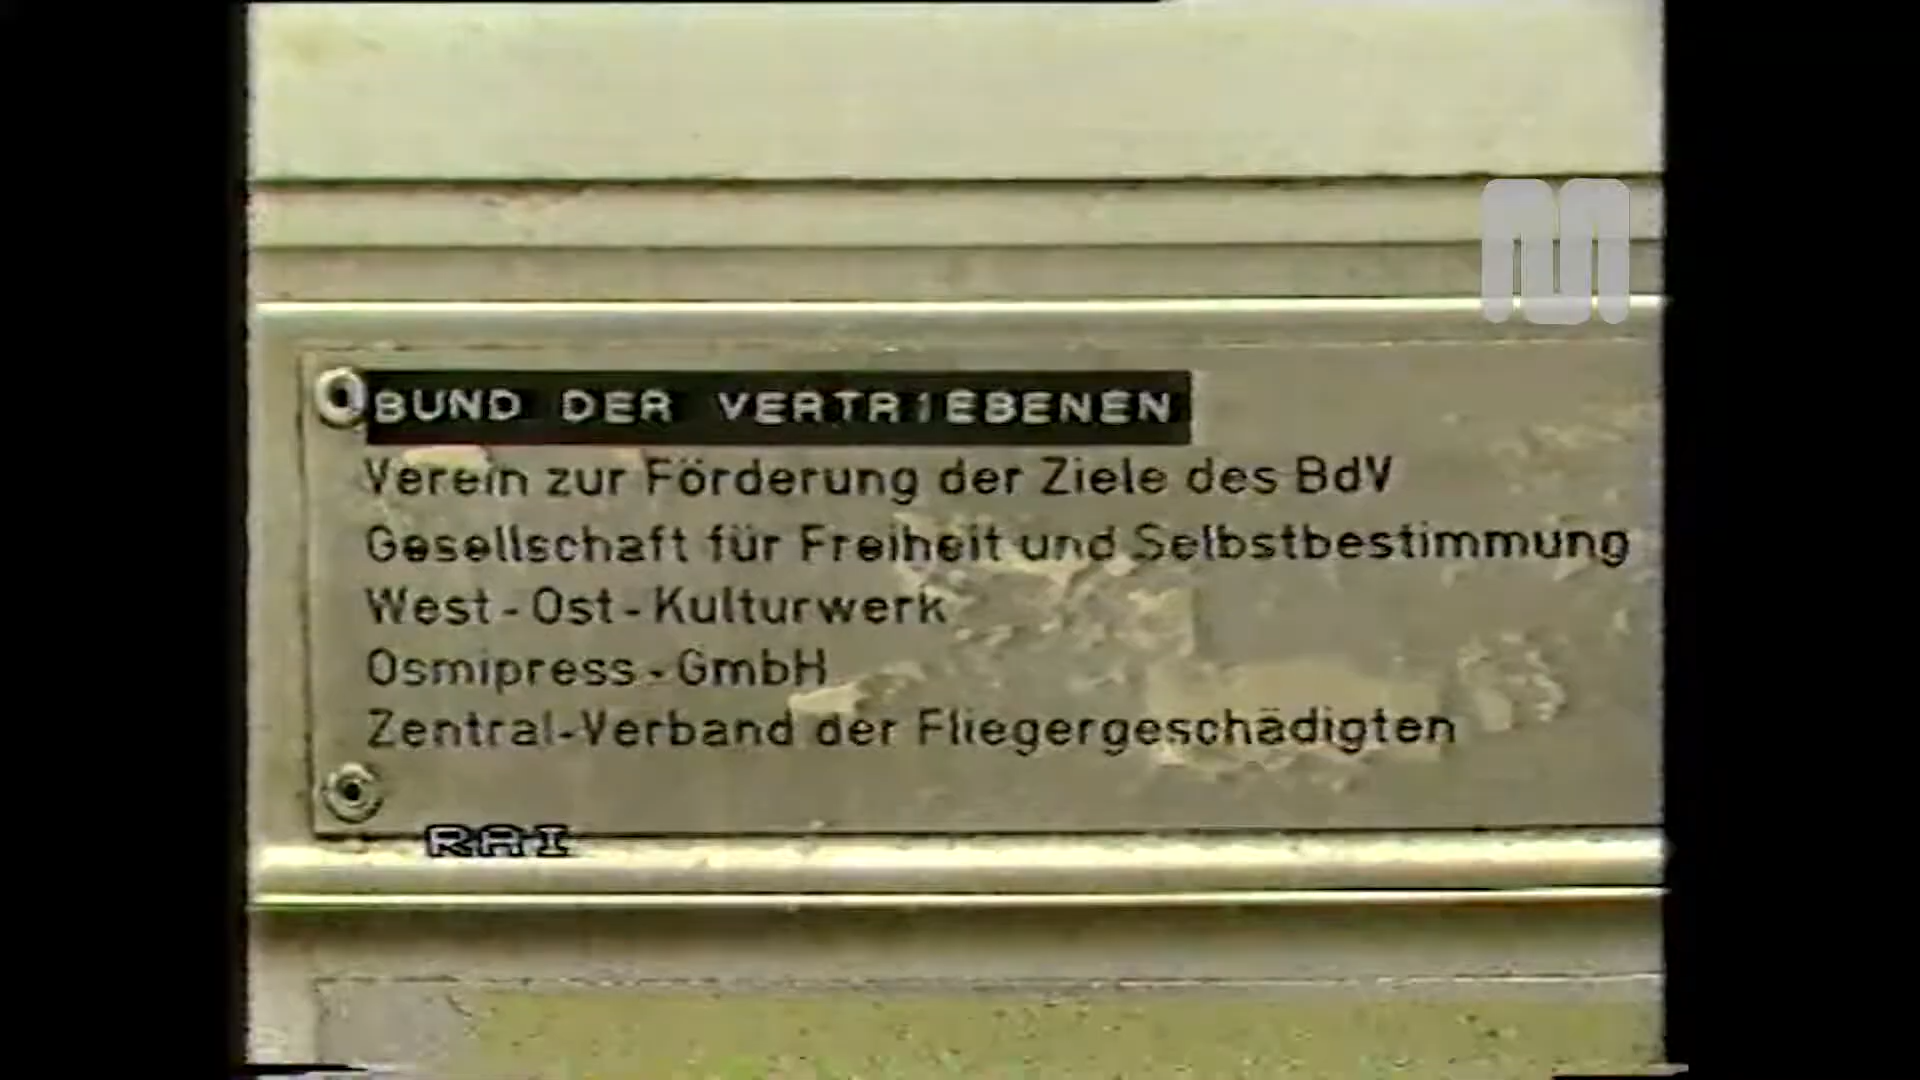 BUND DER VERTRIEBENEN
Verein zur Förderung der Ziele des BdV
Gesellschaft für Freiheit und Selbstbestimmung
West-Ost-Kulturwerk
Osmipress-GmbH
Zentral-Verband der Fliegergeschädigten
RAI